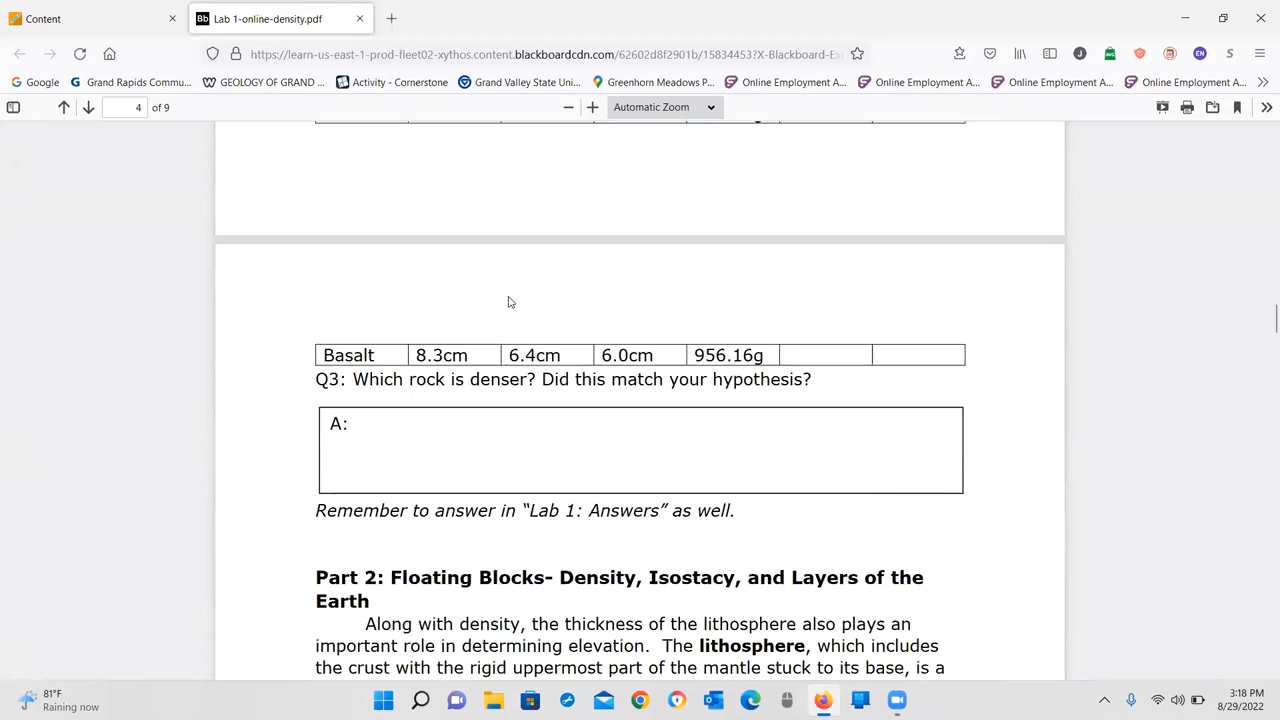 Content
Bb Lab 1-online-density.pdf
https://learn-us-east-1-prod-fleet02-xythos.content.blackboardcdn.com/62602d8f2901b/15834453?X-Blackboard-Ex
Google Grand Rapids Commu... GEOLOGY OF GRAND ... Activity - Cornerstone Grand Valley State Uni... Greenhorn Meadows P... Online Employment A... Online Employment A... Online Employment A... Online Employment A...
4 of 9 Automatic Zoom
Basalt 8.3cm 6.4cm 6.0cm 956.16g
Q3: Which rock is denser? Did this match your hypothesis?
A:
Remember to answer in “Lab 1: Answers” as well.
Part 2: Floating Blocks- Density, Isostacy, and Layers of the
Earth
Along with density, the thickness of the lithosphere also plays an
important role in determining elevation. The lithosphere, which includes
the crust with the rigid uppermost part of the mantle stuck to its base, is a
81°F
Raining now
3:18 PM
8/29/2022